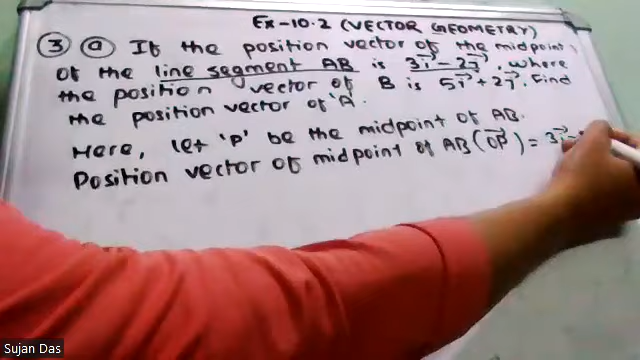 EX-10.2 (VECTOR GEOMETRY)
3 a If the position vector of the midpoint
of the line segment AB is 3i⃗ - 2j⃗, where
the position vector of B is 5i⃗ + 2j⃗. Find
the position vector of 'A'.
Here, let 'P' be the midpoint of AB.
Position vector of midpoint of AB (OP⃗) = 3i⃗ -
Sujan Das